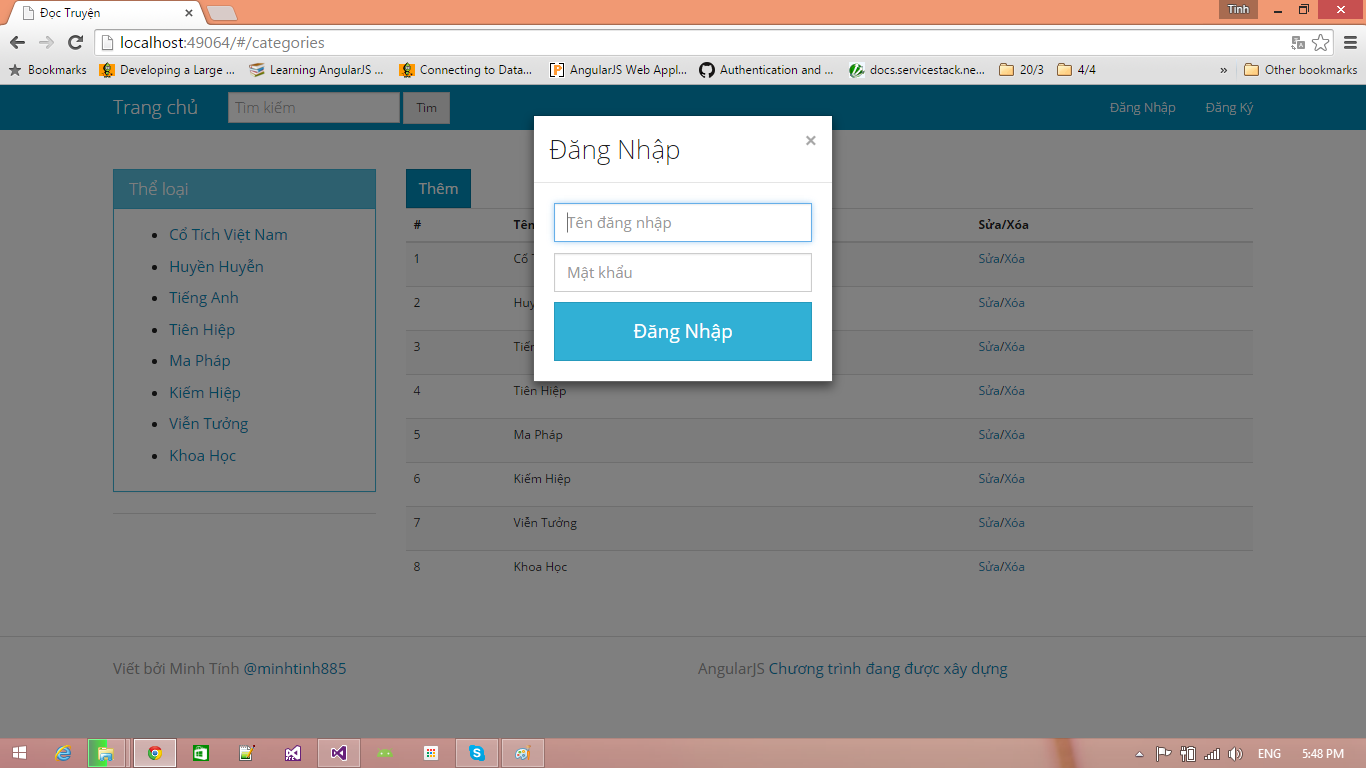 Đọc Truyện
Tính
localhost:49064/#/categories
Bookmarks Developing a Large ... Learning AngularJS ... Connecting to Data... AngularJS Web Appl... Authentication and ... docs.servicestack.ne... 20/3 4/4 » Other bookmarks
Trang chủ Tìm kiếm Tìm Đăng Nhập Đăng Ký
Đăng Nhập ×
Tên đăng nhập
Mật khẩu
Đăng Nhập
Thể loại
Cổ Tích Việt Nam
Huyền Huyễn
Tiếng Anh
Tiên Hiệp
Ma Pháp
Kiếm Hiệp
Viễn Tưởng
Khoa Học
Thêm
# Tên Sửa/Xóa
1 Cổ Sửa/Xóa
2 Huy Sửa/Xóa
3 Tiến Sửa/Xóa
4 Tiên Hiệp Sửa/Xóa
5 Ma Pháp Sửa/Xóa
6 Kiếm Hiệp Sửa/Xóa
7 Viễn Tưởng Sửa/Xóa
8 Khoa Học Sửa/Xóa
Viết bởi Minh Tính @minhtinh885 AngularJS Chương trình đang được xây dựng
ENG 5:48 PM